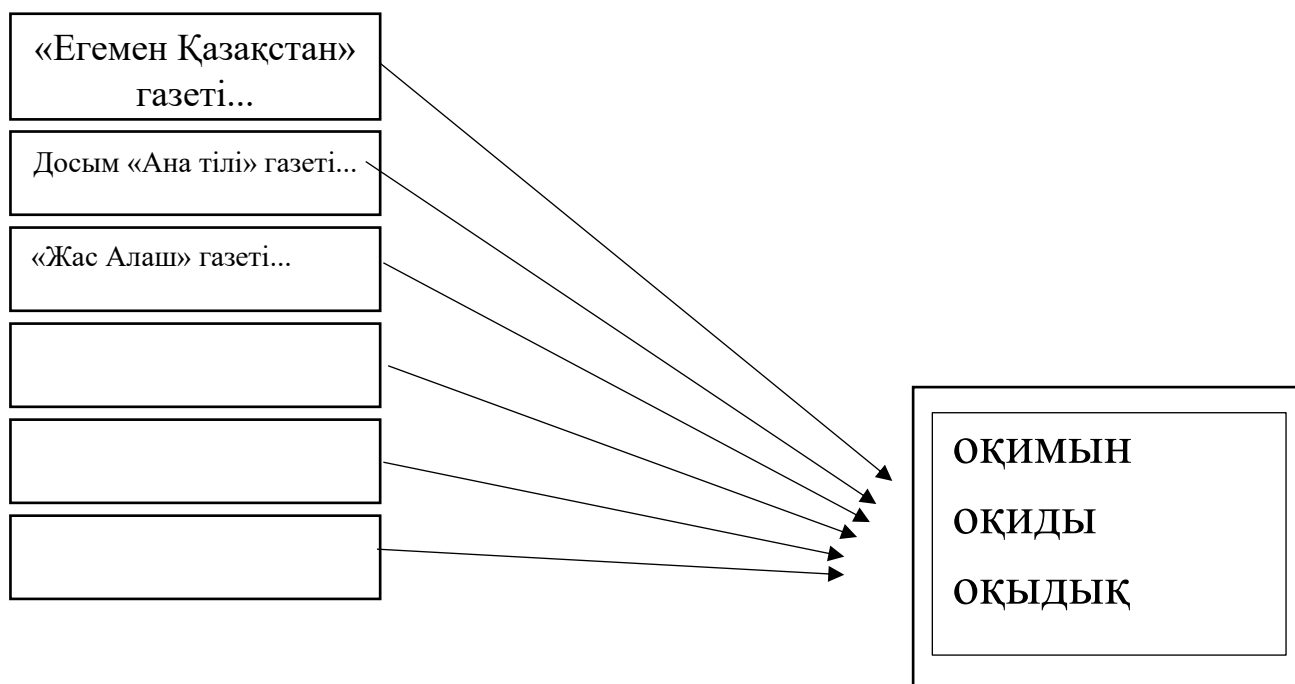 «Егемен Қазақстан»
газеті...
Досым «Ана тілі» газеті...
«Жас Алаш» газеті...
оқимын
оқиды
оқыдық